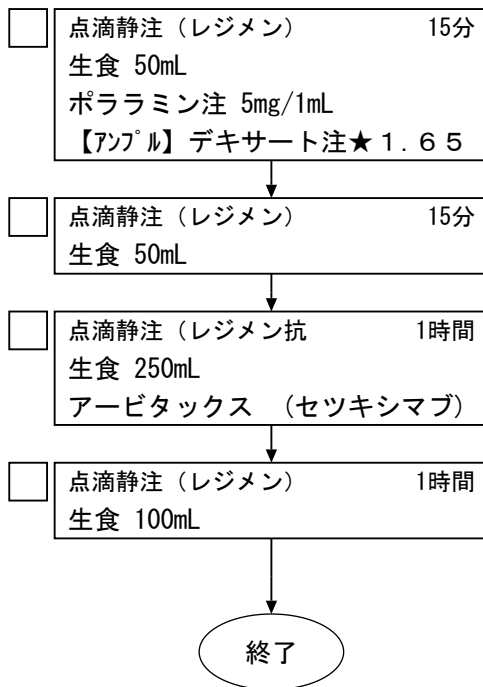 点滴静注（レジメン） 15分
生食 50mL
ポララミン注 5mg/1mL
【ｱﾝﾌﾟﾙ】デキサート注★１.６５
点滴静注（レジメン） 15分
生食 50mL
点滴静注（レジメン抗 1時間
生食 250mL
アービタックス （セツキシマブ）
点滴静注（レジメン） 1時間
生食 100mL
終了